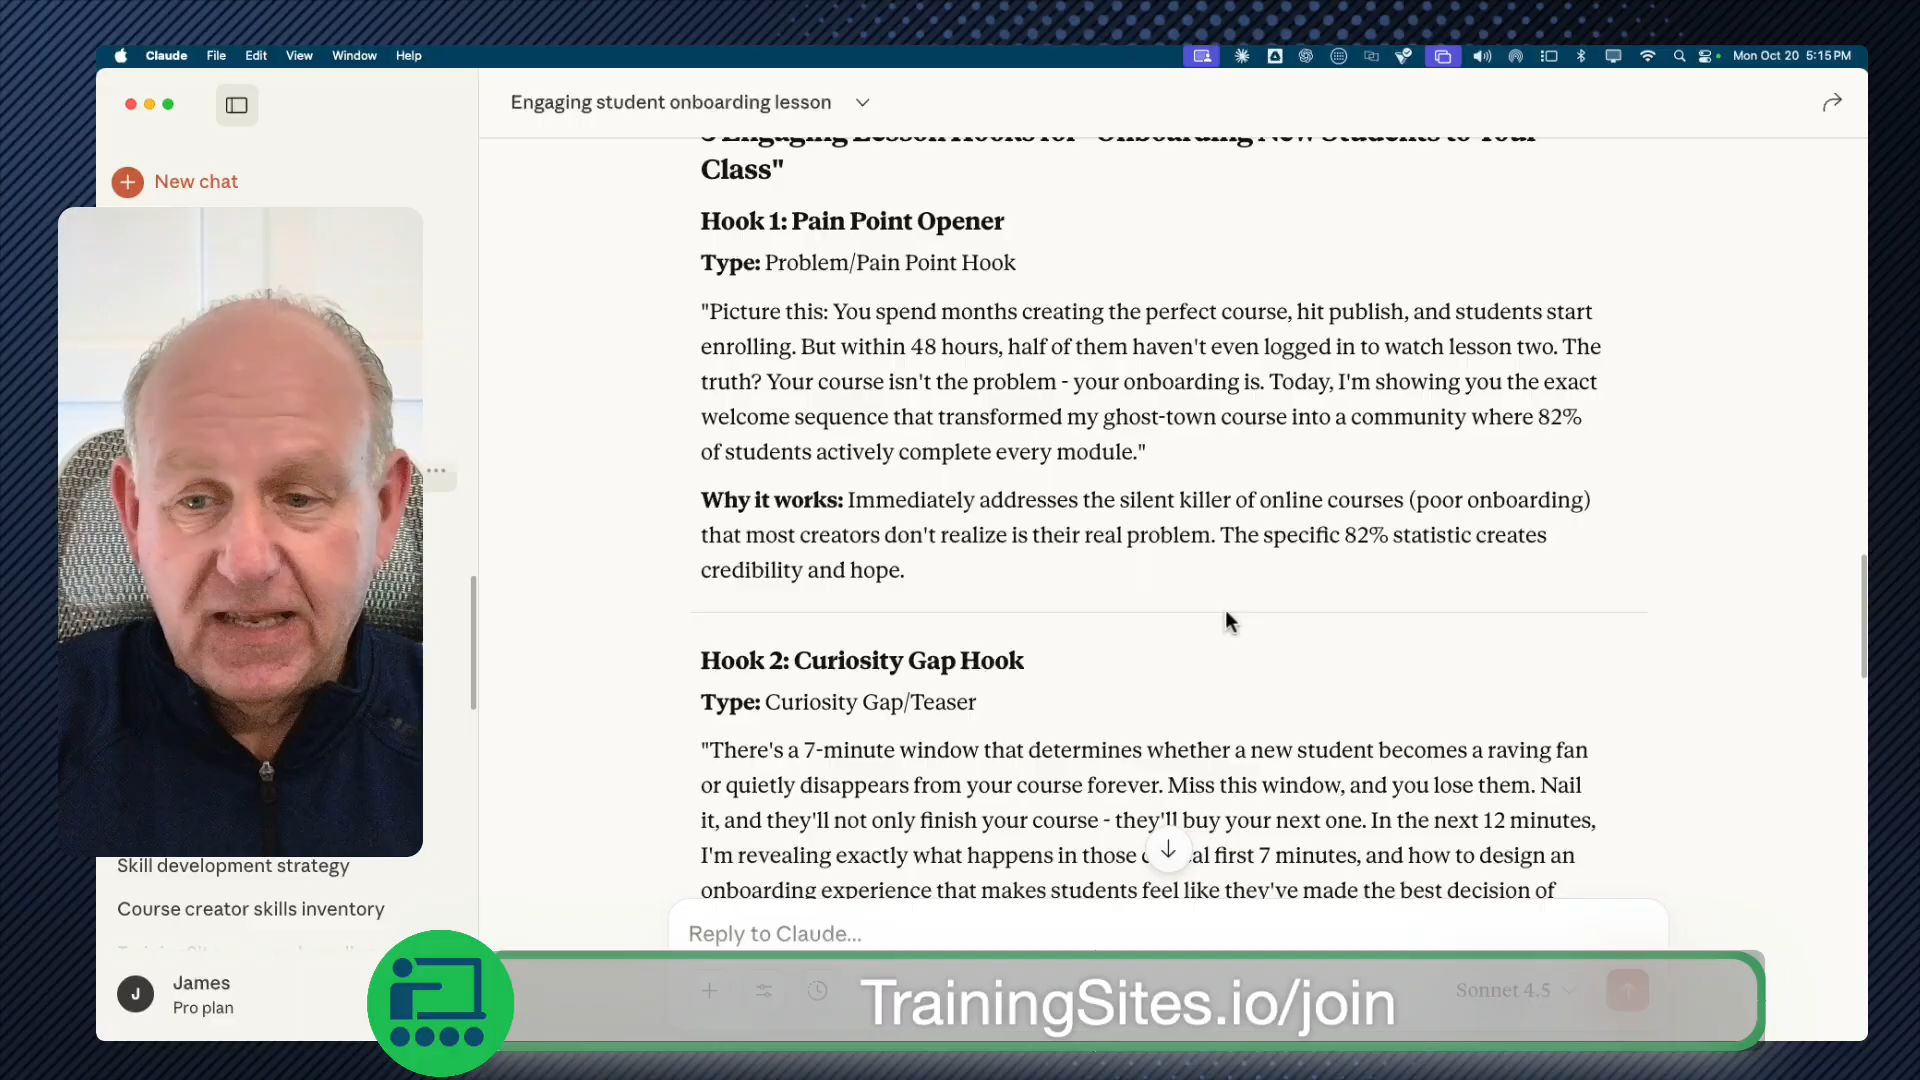 Claude File Edit View Window Help
Mon Oct 20 5:15 PM
Engaging student onboarding lesson
New chat
5 Engaging Lesson Hooks for "Onboarding New Students to Your
Class"
Hook 1: Pain Point Opener
Type: Problem/Pain Point Hook
"Picture this: You spend months creating the perfect course, hit publish, and students start
enrolling. But within 48 hours, half of them haven't even logged in to watch lesson two. The
truth? Your course isn't the problem - your onboarding is. Today, I'm showing you the exact
welcome sequence that transformed my ghost-town course into a community where 82%
of students actively complete every module."
Why it works: Immediately addresses the silent killer of online courses (poor onboarding)
that most creators don't realize is their real problem. The specific 82% statistic creates
credibility and hope.
Hook 2: Curiosity Gap Hook
Type: Curiosity Gap/Teaser
"There's a 7-minute window that determines whether a new student becomes a raving fan
or quietly disappears from your course forever. Miss this window, and you lose them. Nail
it, and they'll not only finish your course - they'll buy your next one. In the next 12 minutes,
I'm revealing exactly what happens in those first 7 minutes, and how to design an
onboarding experience that makes students feel like they've made the best decision of
Skill development strategy
Course creator skills inventory
J
James
Pro plan
Reply to Claude...
Sonnet 4.5
TrainingSites.io/join